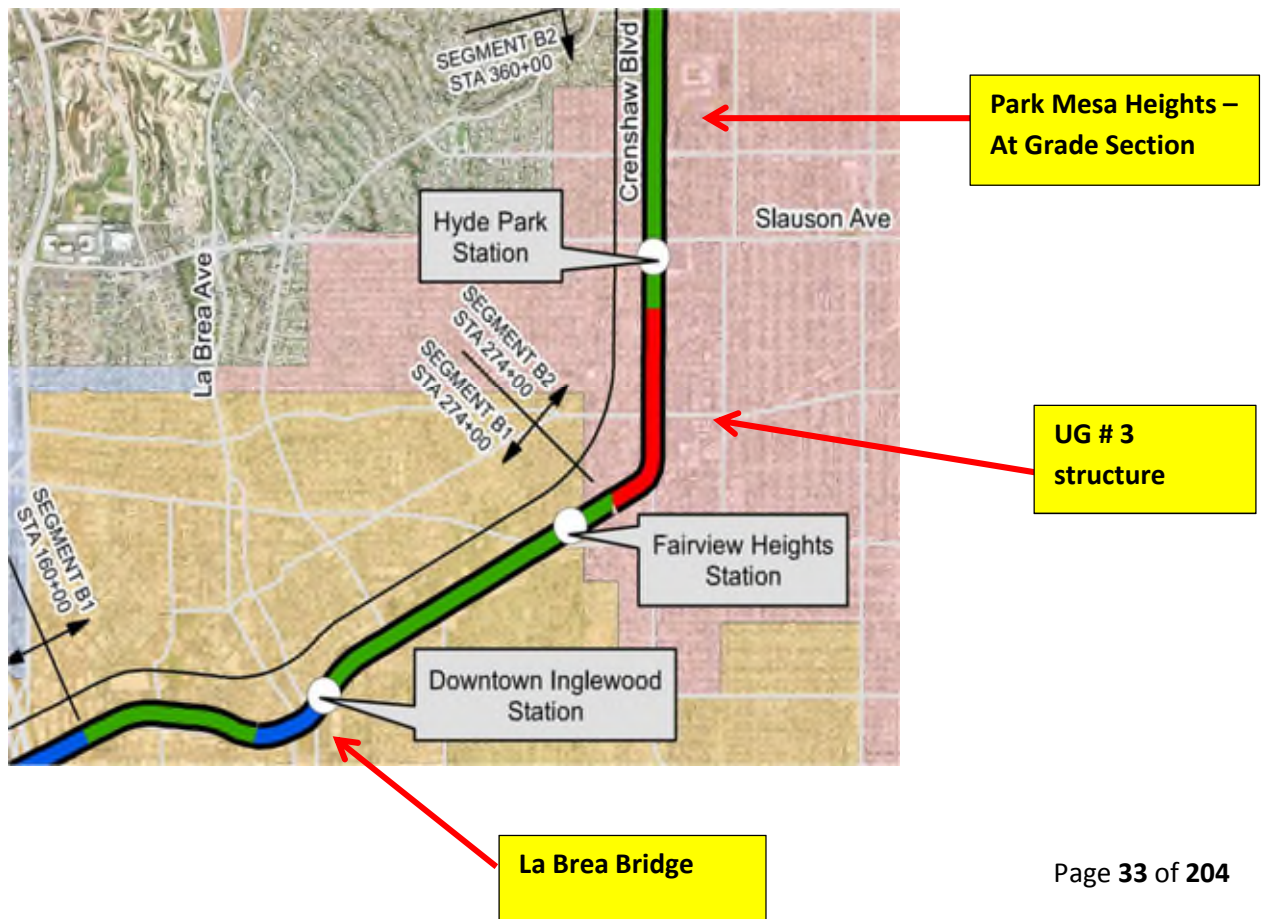 SEGMENT B2
STA 360+00
Crenshaw Blvd
Park Mesa Heights –
At Grade Section
Hyde Park
Station
Slauson Ave
La Brea Ave
SEGMENT B2
STA 274+00
SEGMENT B1
STA 274+00
UG # 3
structure
SEGMENT B1
STA 160+00
Fairview Heights
Station
Downtown Inglewood
Station
La Brea Bridge
Page 33 of 204